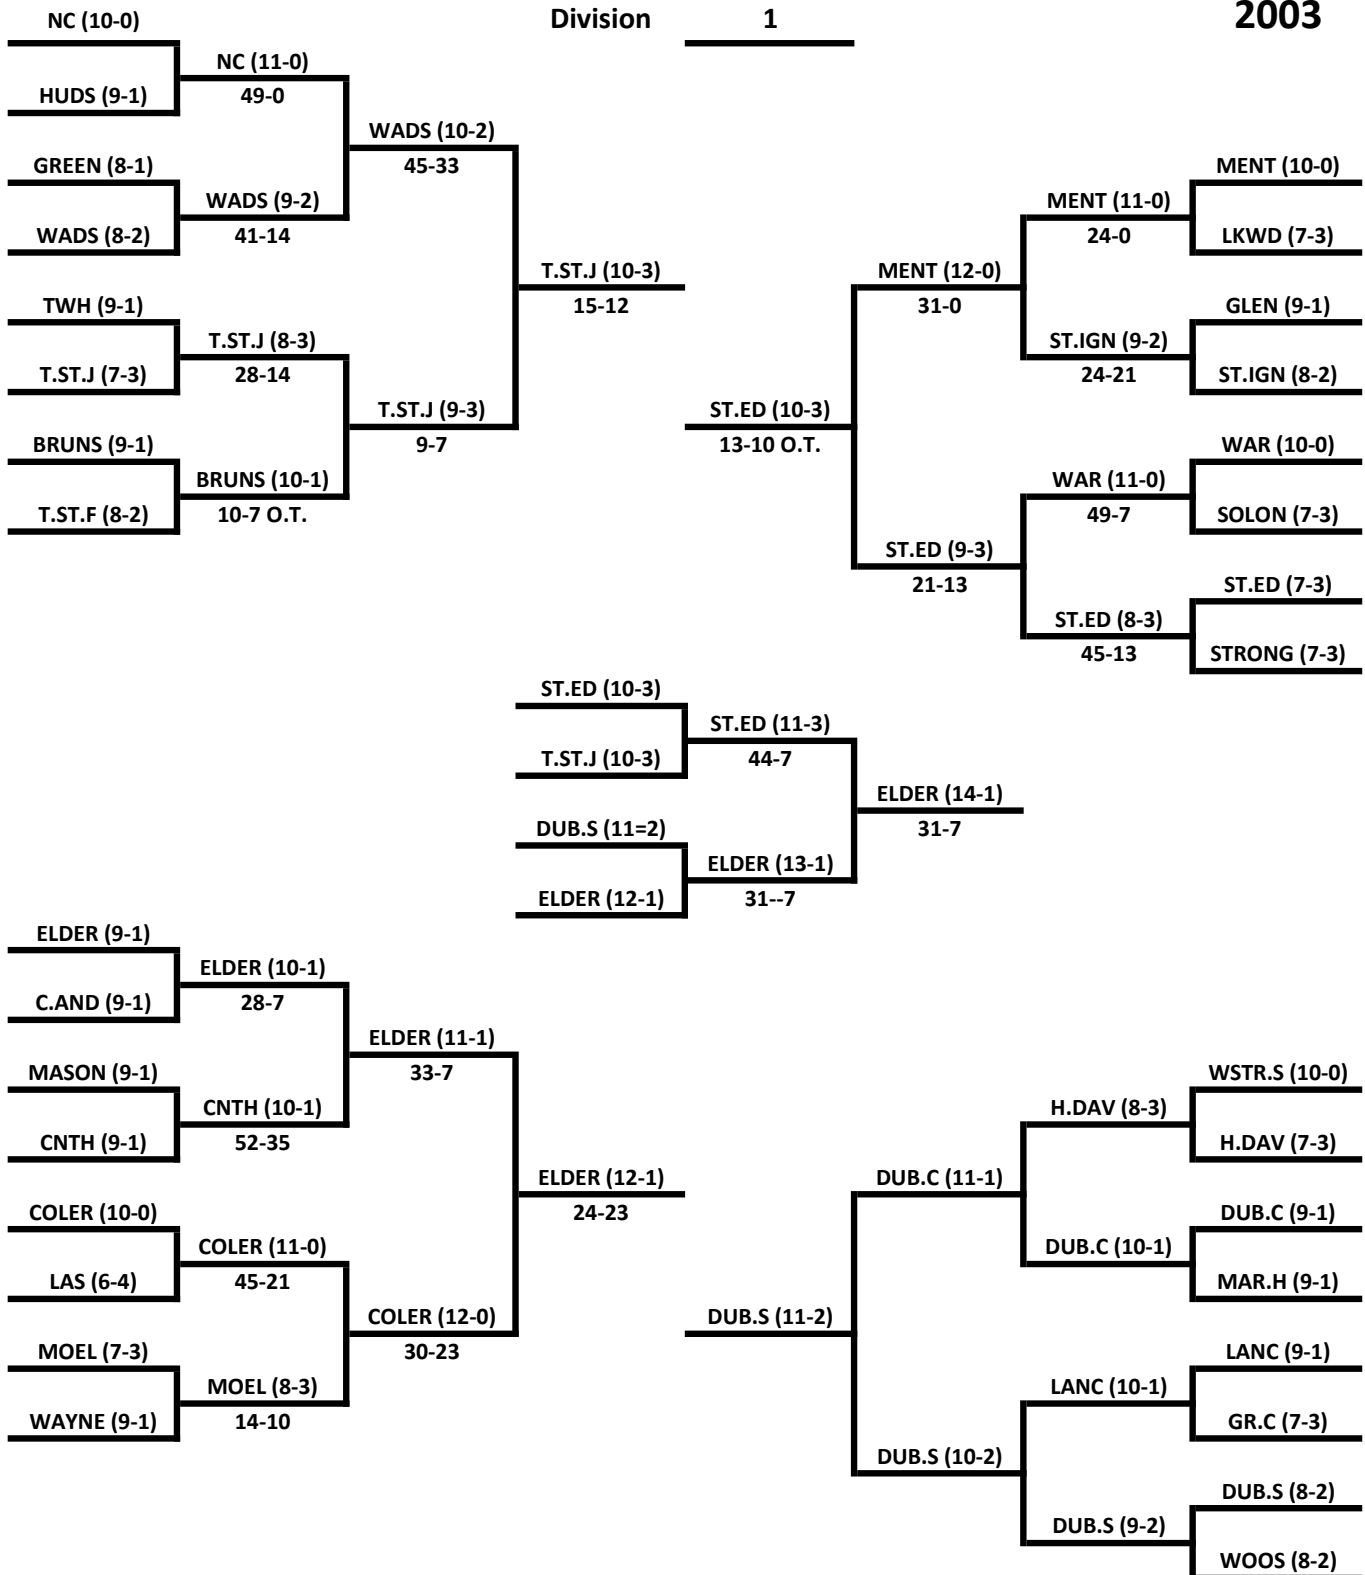 NC (10-0)
Division 1
2003
HUDS (9-1)
NC (11-0)
49-0
GREEN (8-1)
WADS (8-2)
WADS (9-2)
41-14
WADS (10-2)
45-33
TWH (9-1)
T.ST.J (7-3)
T.ST.J (8-3)
28-14
BRUNS (9-1)
T.ST.F (8-2)
BRUNS (10-1)
10-7 O.T.
T.ST.J (9-3)
9-7
T.ST.J (10-3)
15-12
MENT (10-0)
LKWD (7-3)
MENT (11-0)
24-0
GLEN (9-1)
ST.IGN (8-2)
ST.IGN (9-2)
24-21
MENT (12-0)
31-0
WAR (10-0)
SOLON (7-3)
WAR (11-0)
49-7
ST.ED (7-3)
STRONG (7-3)
ST.ED (8-3)
45-13
ST.ED (9-3)
21-13
ST.ED (10-3)
13-10 O.T.
ST.ED (10-3)
T.ST.J (10-3)
ST.ED (11-3)
44-7
DUB.S (11=2)
ELDER (12-1)
ELDER (13-1)
31--7
ELDER (14-1)
31-7
ELDER (9-1)
C.AND (9-1)
ELDER (10-1)
28-7
MASON (9-1)
CNTH (9-1)
CNTH (10-1)
52-35
ELDER (11-1)
33-7
COLER (10-0)
LAS (6-4)
COLER (11-0)
45-21
MOEL (7-3)
WAYNE (9-1)
MOEL (8-3)
14-10
COLER (12-0)
30-23
ELDER (12-1)
24-23
WSTR.S (10-0)
H.DAV (7-3)
H.DAV (8-3)
DUB.C (9-1)
MAR.H (9-1)
DUB.C (10-1)
DUB.C (11-1)
LANC (9-1)
GR.C (7-3)
LANC (10-1)
DUB.S (8-2)
WOOS (8-2)
DUB.S (9-2)
DUB.S (10-2)
DUB.S (11-2)